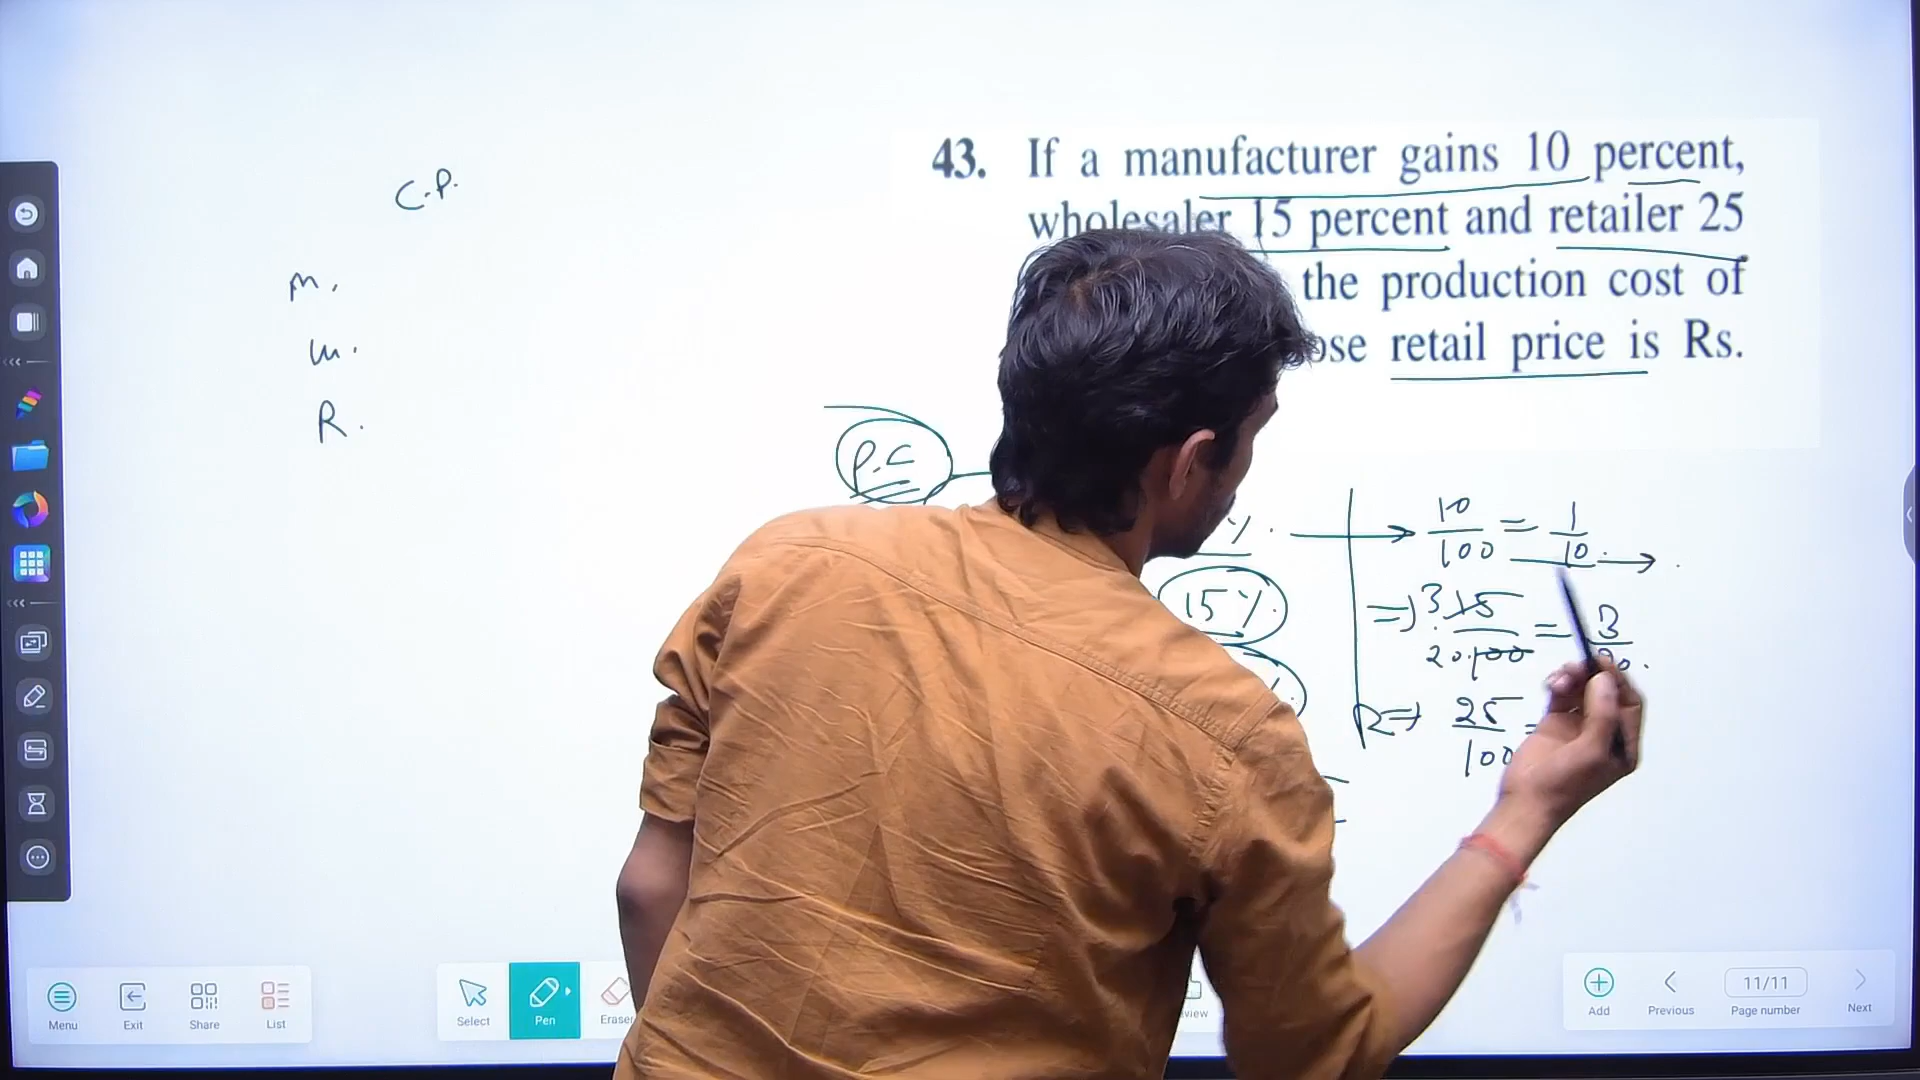 43. If a manufacturer gains 10 percent,
wholesaler 15 percent and retailer 25
the production cost of
retail price is Rs.
C.P.
m.
w.
R.
P.C
%.
15%.
10/100 = 1/10.
=) 3 15 / 20.100 = 3/
R=) 25/100 =
Menu
Exit
Share
List
Select
Pen
Eraser
Add
Previous
11/11
Page number
Next